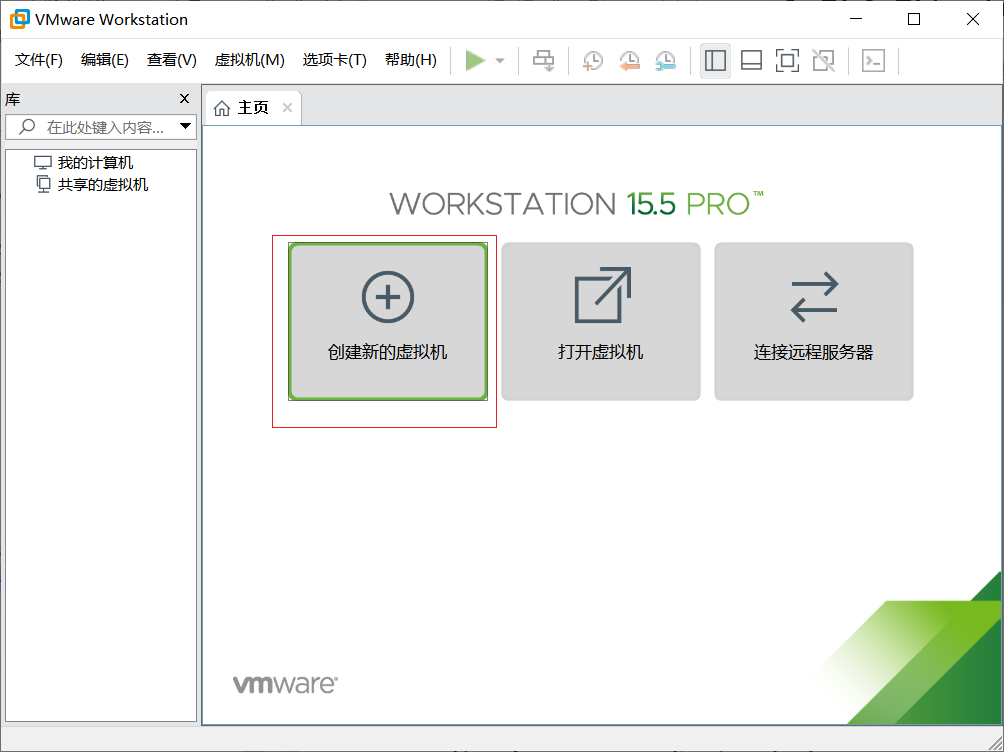 VMware Workstation
文件(F) 编辑(E) 查看(V) 虚拟机(M) 选项卡(T) 帮助(H)
库
主页
在此处键入内容...
我的计算机
共享的虚拟机
WORKSTATION 15.5 PRO™
创建新的虚拟机
打开虚拟机
连接远程服务器
vmware®